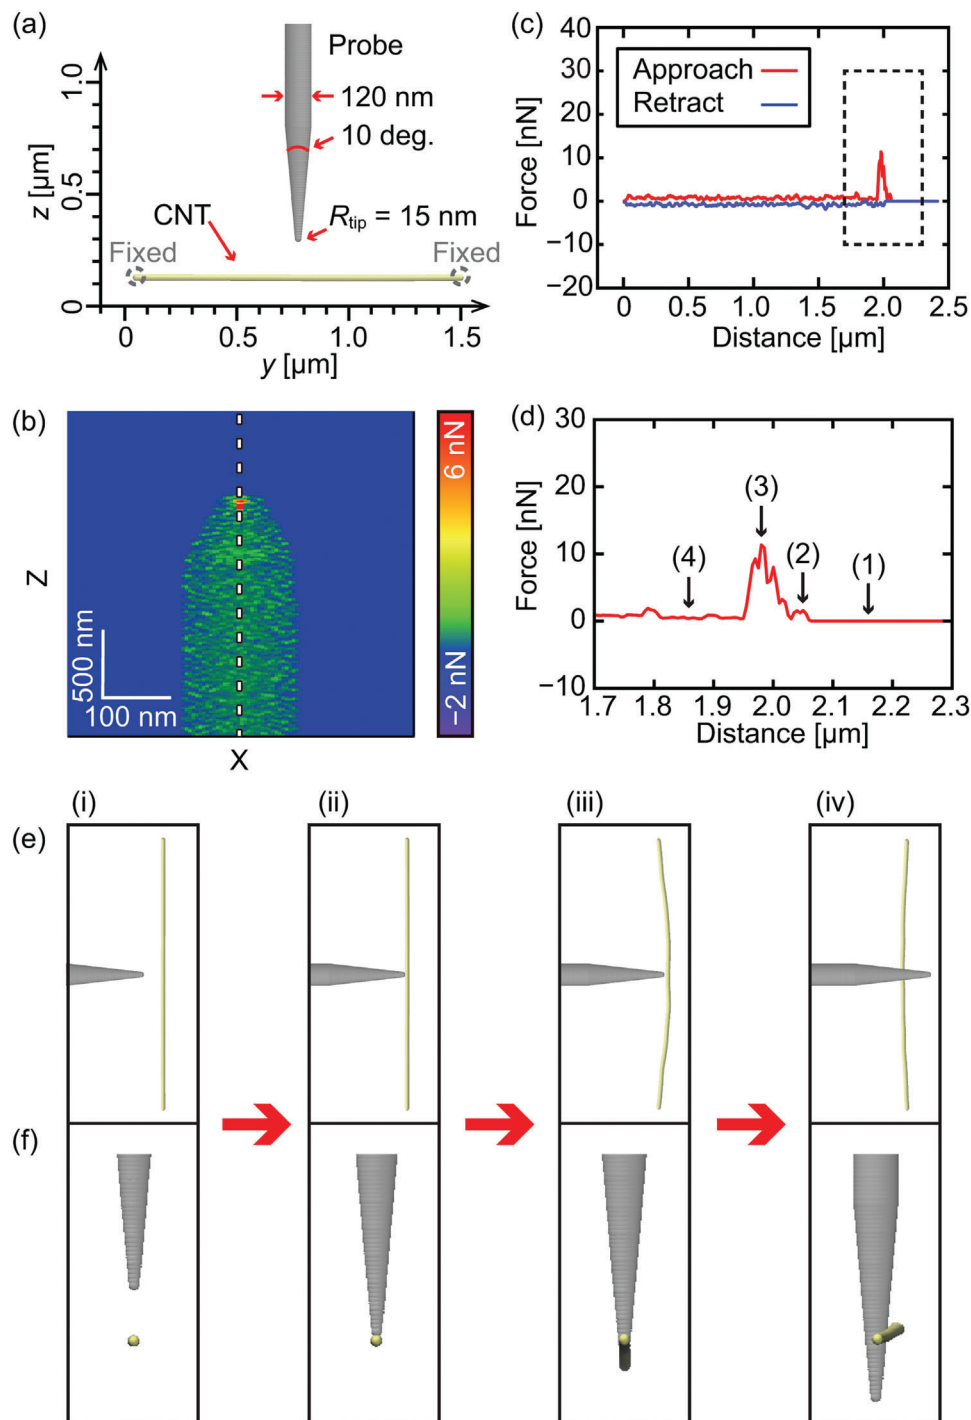 (a)
Probe
120 nm
10 deg.
R_tip = 15 nm
CNT
Fixed
Fixed
z [µm]
1.0
0.5
0
0
0.5
1.0
1.5
y [µm]
(c)
Approach
Retract
Force [nN]
40
30
20
10
0
−10
−20
0
0.5
1.0
1.5
2.0
2.5
Distance [µm]
(b)
Z
500 nm
100 nm
X
6 nN
−2 nN
(d)
Force [nN]
30
20
10
0
−10
(4)
(3)
(2)
(1)
1.7
1.8
1.9
2.0
2.1
2.2
2.3
Distance [µm]
(i)
(ii)
(iii)
(iv)
(e)
(f)